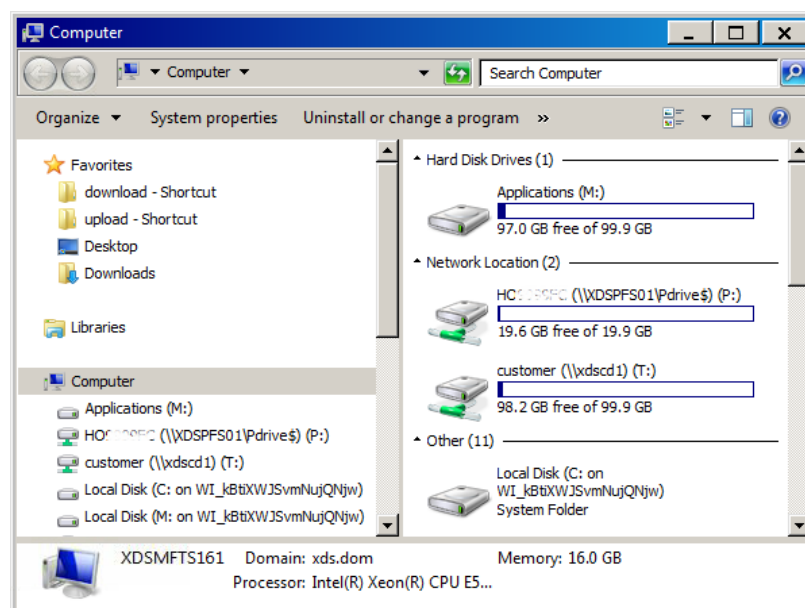 Computer
Computer
Search Computer
Organize System properties Uninstall or change a program »
Favorites
download - Shortcut
upload - Shortcut
Desktop
Downloads
Libraries
Computer
Applications (M:)
(\\XDSPFS01\Pdrive$) (P:)
customer (\\xdscd1) (T:)
Local Disk (C: on WI_kBtiXWJSvmNujQNjw)
Local Disk (M: on WI_kBtiXWJSvmNujQNjw)
Hard Disk Drives (1)
Applications (M:)
97.0 GB free of 99.9 GB
Network Location (2)
(\\XDSPFS01\Pdrive$) (P:)
19.6 GB free of 19.9 GB
customer (\\xdscd1) (T:)
98.2 GB free of 99.9 GB
Other (11)
Local Disk (C: on
WI_kBtiXWJSvmNujQNjw)
System Folder
XDSMFTS161 Domain: xds.dom Memory: 16.0 GB
Processor: Intel(R) Xeon(R) CPU E5...